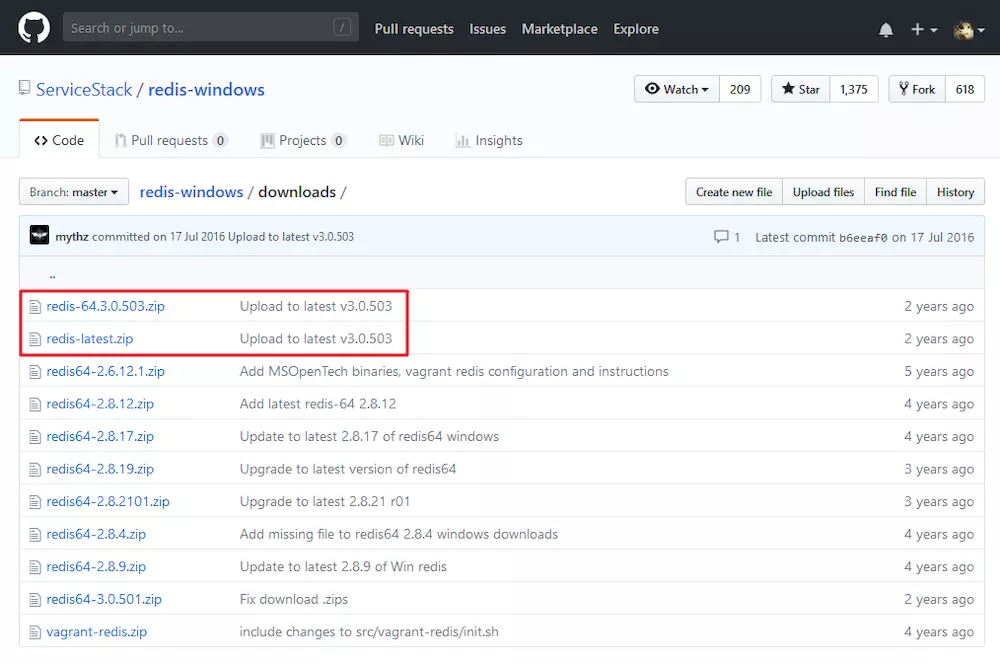 Search or jump to... / Pull requests Issues Marketplace Explore
ServiceStack / redis-windows Watch 209 Star 1,375 Fork 618
Code Pull requests 0 Projects 0 Wiki Insights
Branch: master redis-windows / downloads / Create new file Upload files Find file History
mythz committed on 17 Jul 2016 Upload to latest v3.0.503 1 Latest commit b6eeaf0 on 17 Jul 2016
..
redis-64.3.0.503.zip Upload to latest v3.0.503 2 years ago
redis-latest.zip Upload to latest v3.0.503 2 years ago
redis64-2.6.12.1.zip Add MSOpenTech binaries, vagrant redis configuration and instructions 5 years ago
redis64-2.8.12.zip Add latest redis-64 2.8.12 4 years ago
redis64-2.8.17.zip Update to latest 2.8.17 of redis64 windows 4 years ago
redis64-2.8.19.zip Upgrade to latest version of redis64 3 years ago
redis64-2.8.2101.zip Upgrade to latest 2.8.21 r01 3 years ago
redis64-2.8.4.zip Add missing file to redis64 2.8.4 windows downloads 4 years ago
redis64-2.8.9.zip Update to latest 2.8.9 of Win redis 4 years ago
redis64-3.0.501.zip Fix download .zips 2 years ago
vagrant-redis.zip include changes to src/vagrant-redis/init.sh 4 years ago